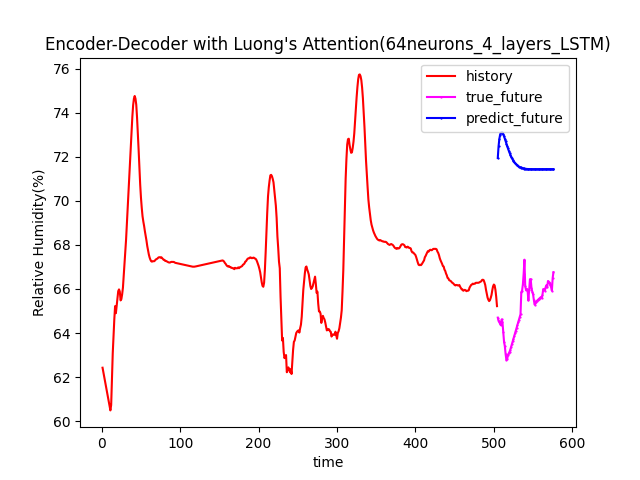 Encoder-Decoder with Luong's Attention(64neurons_4_layers_LSTM)
history
true_future
predict_future
Relative Humidity(%)
76
74
72
70
68
66
64
62
60
0 100 200 300 400 500 600
time